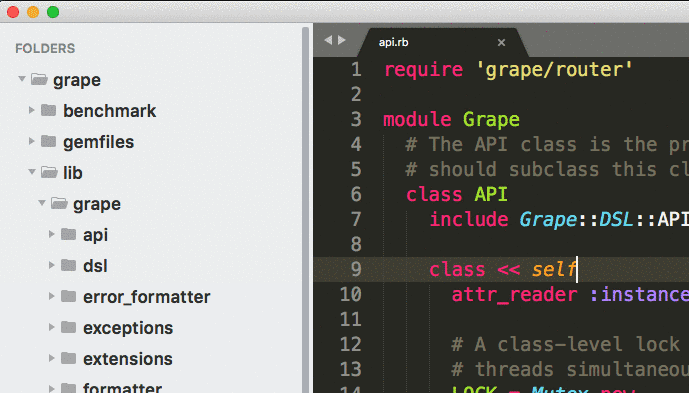 FOLDERS
grape
benchmark
gemfiles
lib
grape
api
dsl
error_formatter
exceptions
extensions
formatter
api.rb
1 require 'grape/router'
2
3 module Grape
4 # The API class is the pr
5 # should subclass this cl
6 class API
7 include Grape::DSL::API
8
9 class << self
10 attr_reader :instance
11
12 # A class-level lock
13 # threads simultaneou
14 LOCK = Mutex.new